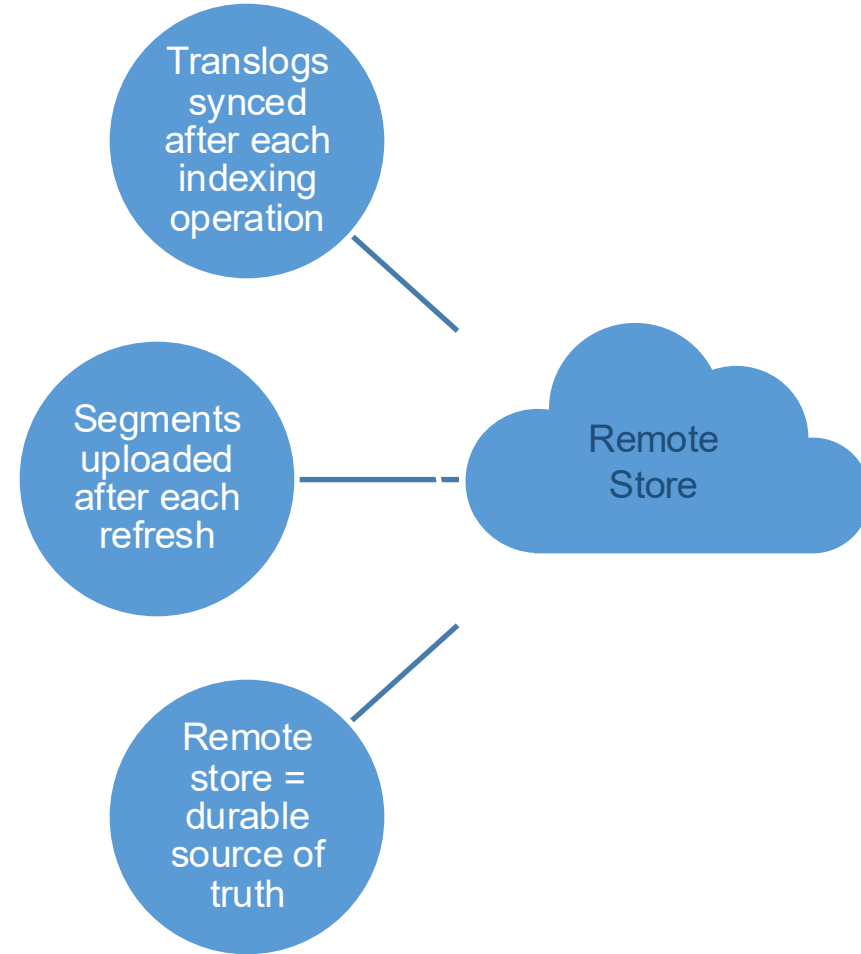 Translogs
synced
after each
indexing
operation
Segments
uploaded
after each
refresh
Remote
Store
Remote
store =
durable
source of
truth